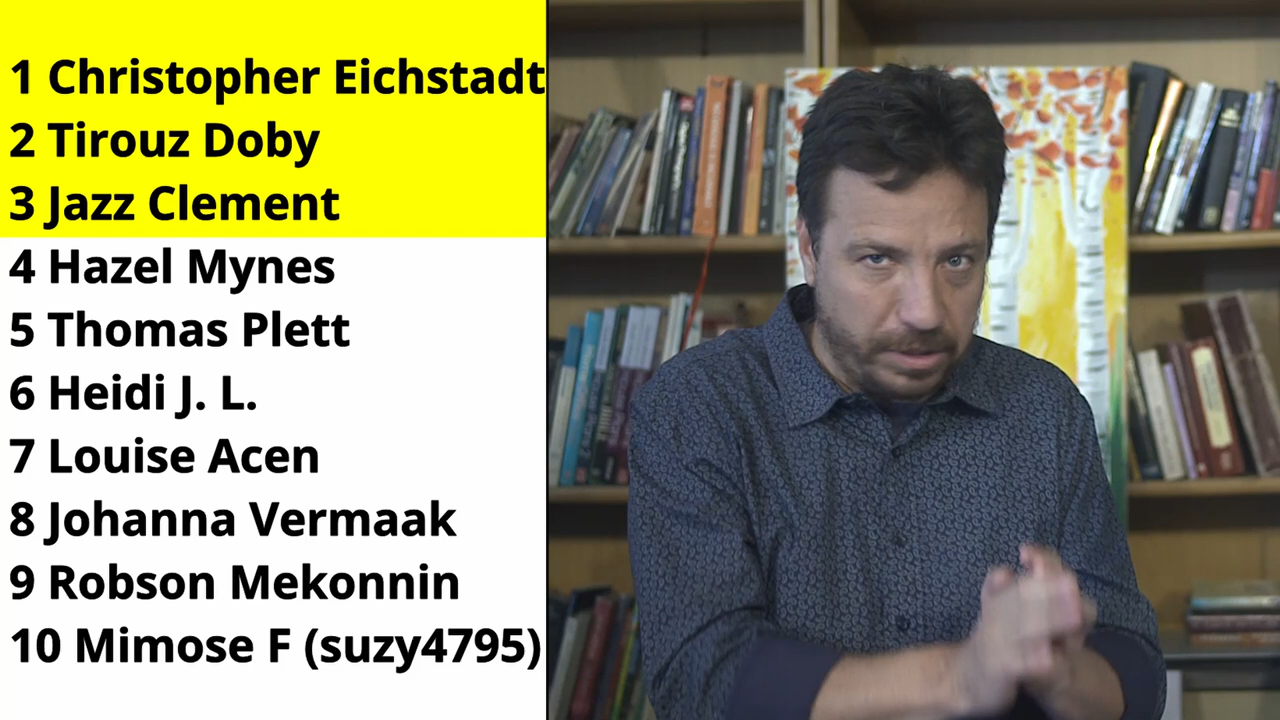 1 Christopher Eichstadt
2 Tirouz Doby
3 Jazz Clement
4 Hazel Mynes
5 Thomas Plett
6 Heidi J. L.
7 Louise Acen
8 Johanna Vermaak
9 Robson Mekonnin
10 Mimose F (suzy4795)